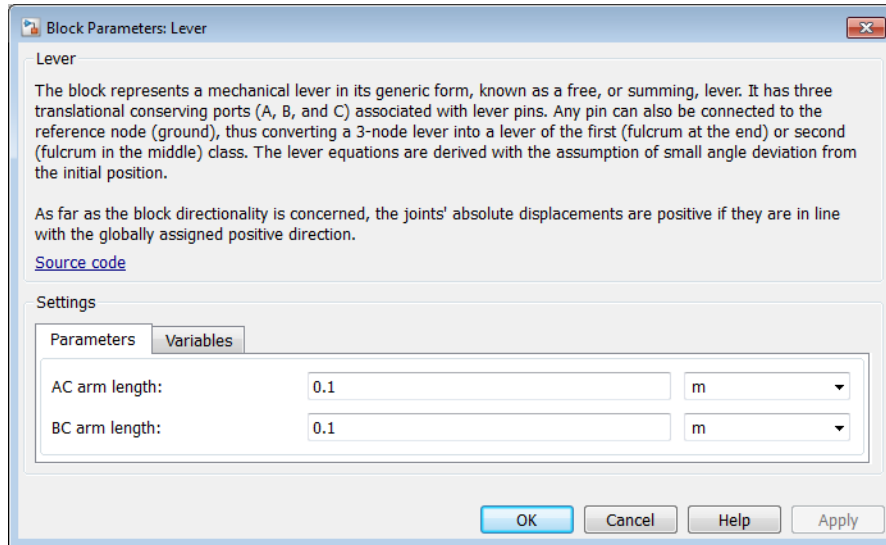 Block Parameters: Lever
Lever
The block represents a mechanical lever in its generic form, known as a free, or summing, lever. It has three
translational conserving ports (A, B, and C) associated with lever pins. Any pin can also be connected to the
reference node (ground), thus converting a 3-node lever into a lever of the first (fulcrum at the end) or second
(fulcrum in the middle) class. The lever equations are derived with the assumption of small angle deviation from
the initial position.
As far as the block directionality is concerned, the joints' absolute displacements are positive if they are in line
with the globally assigned positive direction.
Source code
Settings
Parameters Variables
AC arm length: 0.1 m
BC arm length: 0.1 m
OK Cancel Help Apply